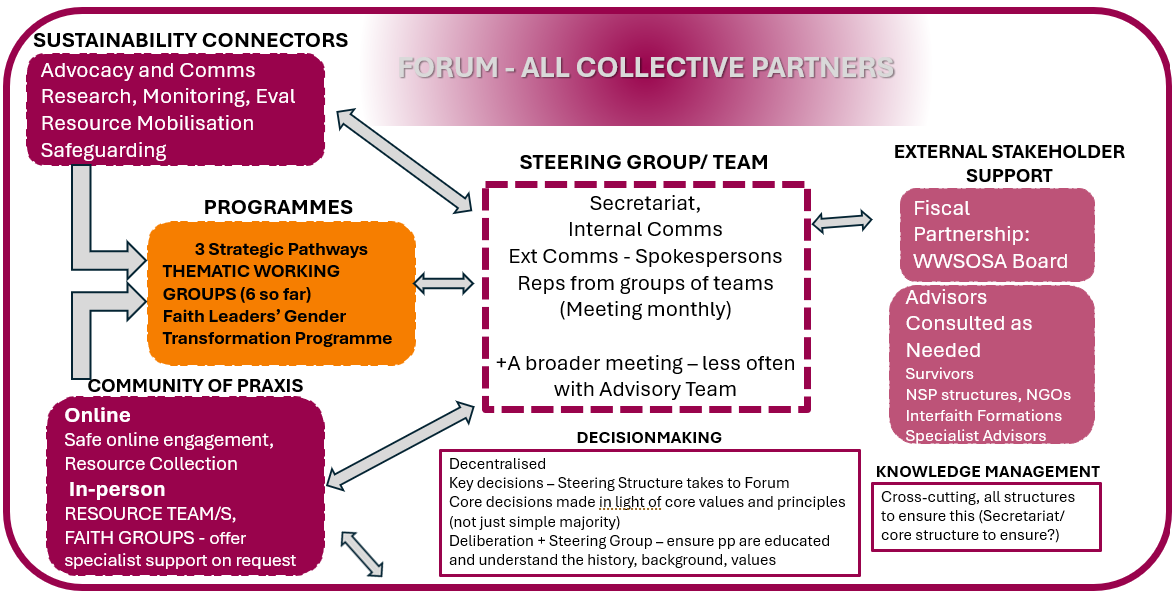 FORUM - ALL COLLECTIVE PARTNERS
SUSTAINABILITY CONNECTORS
Advocacy and Comms
Research, Monitoring, Eval
Resource Mobilisation
Safeguarding
PROGRAMMES
3 Strategic Pathways
THEMATIC WORKING
GROUPS (6 so far)
Faith Leaders’ Gender
Transformation Programme
COMMUNITY OF PRAXIS
Online
Safe online engagement,
Resource Collection
In-person
RESOURCE TEAM/S,
FAITH GROUPS - offer
specialist support on request
STEERING GROUP/ TEAM
Secretariat,
Internal Comms
Ext Comms - Spokespersons
Reps from groups of teams
(Meeting monthly)
+A broader meeting – less often
with Advisory Team
DECISIONMAKING
Decentralised
Key decisions – Steering Structure takes to Forum
Core decisions made in light of core values and principles
(not just simple majority)
Deliberation + Steering Group – ensure pp are educated
and understand the history, background, values
EXTERNAL STAKEHOLDER
SUPPORT
Fiscal
Partnership:
WWSOSA Board
Advisors
Consulted as
Needed
Survivors
NSP structures, NGOs
Interfaith Formations
Specialist Advisors
KNOWLEDGE MANAGEMENT
Cross-cutting, all structures
to ensure this (Secretariat/
core structure to ensure?)